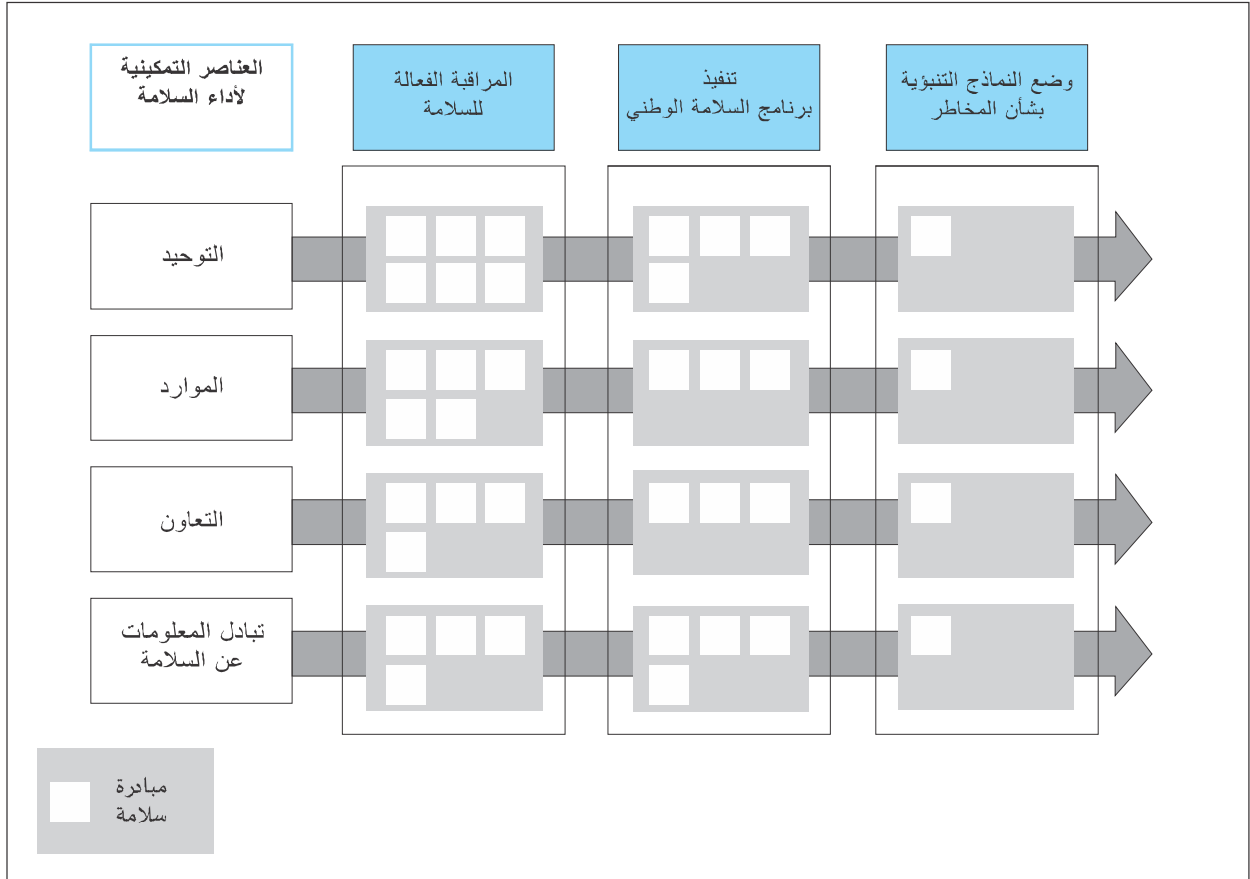 العناصر التمكينية
لأداء السلامة
المراقبة الفعالة
للسلامة
تنفيذ
برنامج السلامة الوطني
وضع النماذج التنبؤية
بشأن المخاطر
التوحيد
الموارد
التعاون
تبادل المعلومات
عن السلامة
مبادرة
سلامة